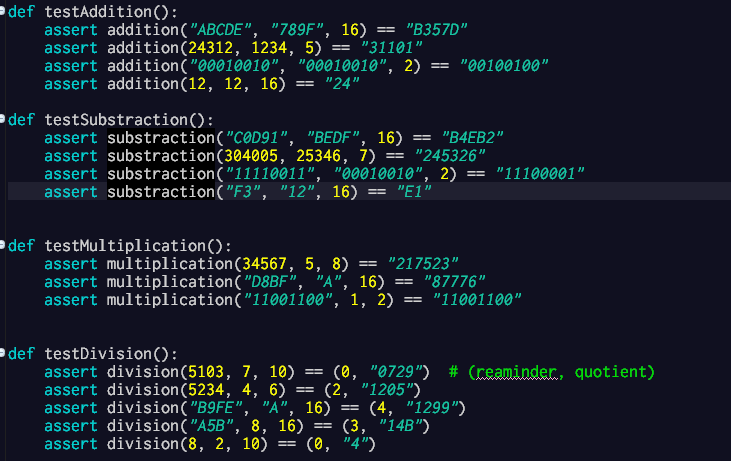 def testAddition():
    assert addition("ABCDE", "789F", 16) == "B357D"
    assert addition(24312, 1234, 5) == "31101"
    assert addition("00010010", "00010010", 2) == "00100100"
    assert addition(12, 12, 16) == "24"
def testSubstraction():
    assert substraction("C0D91", "BEDF", 16) == "B4EB2"
    assert substraction(304005, 25346, 7) == "245326"
    assert substraction("11110011", "00010010", 2) == "11100001"
    assert substraction("F3", "12", 16) == "E1"
def testMultiplication():
    assert multiplication(34567, 5, 8) == "217523"
    assert multiplication("D8BF", "A", 16) == "87776"
    assert multiplication("11001100", 1, 2) == "11001100"
def testDivision():
    assert division(5103, 7, 10) == (0, "0729")  # (reaminder, quotient)
    assert division(5234, 4, 6) == (2, "1205")
    assert division("B9FE", "A", 16) == (4, "1299")
    assert division("A5B", 8, 16) == (3, "14B")
    assert division(8, 2, 10) == (0, "4")